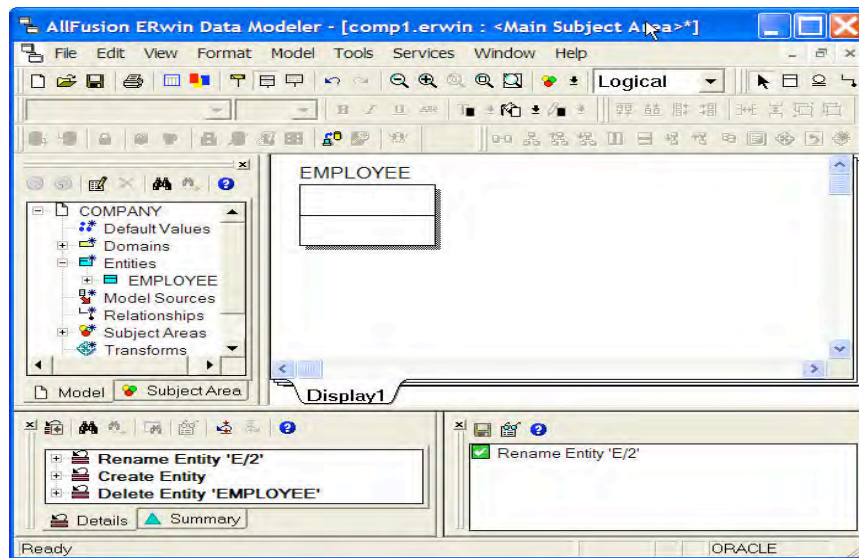 AllFusion ERwin Data Modeler - [comp1.erwin : <Main Subject Area>*]
File Edit View Format Model Tools Services Window Help
Logical
B I U
EMPLOYEE
COMPANY
Default Values
Domains
Entities
EMPLOYEE
Model Sources
Relationships
Subject Areas
Transforms
Model Subject Area
Display1
Rename Entity 'E/2'
Create Entity
Delete Entity 'EMPLOYEE'
Details Summary
Rename Entity 'E/2'
Ready ORACLE